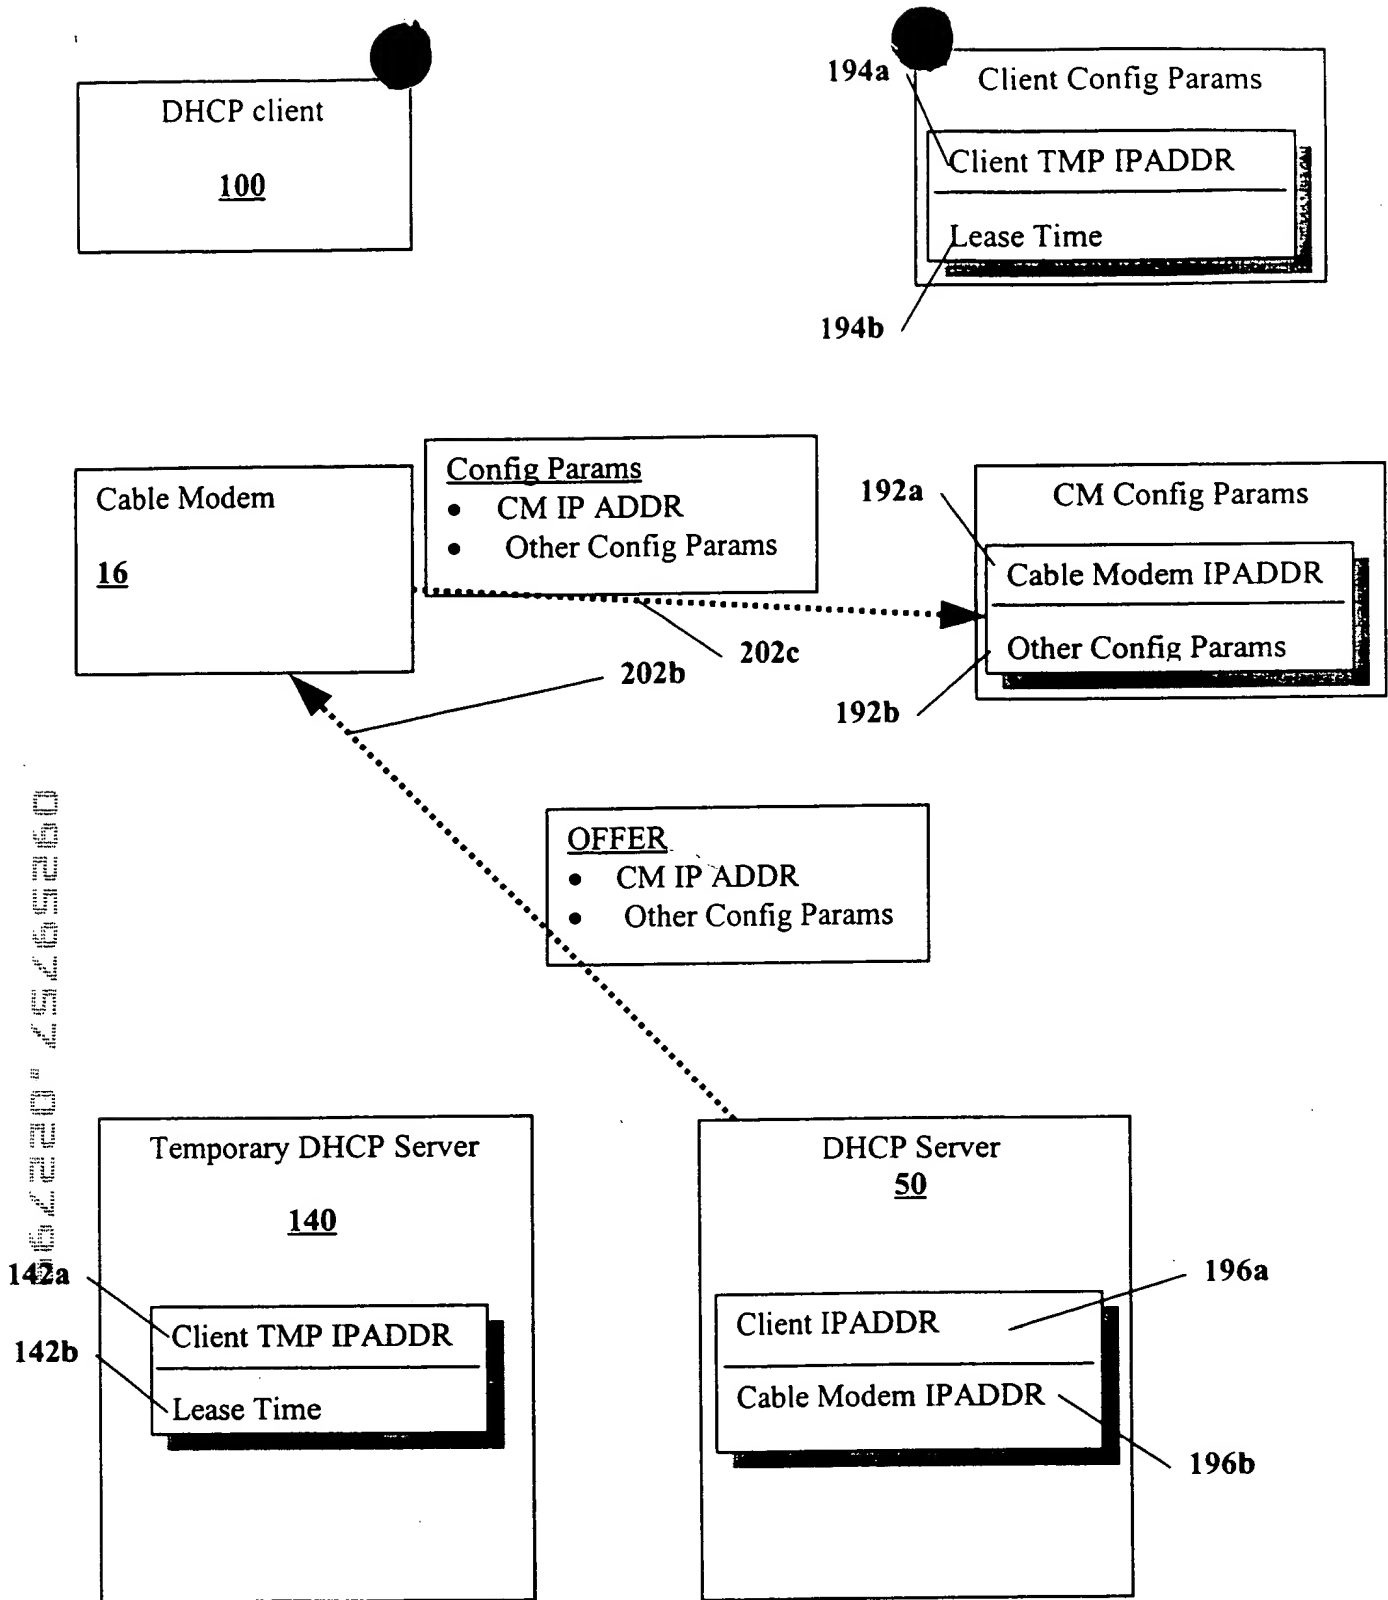 DHCP client
100
194a
Client Config Params
Client TMP IPADDR
Lease Time
194b
Cable Modem
16
Config Params
• CM IP ADDR
• Other Config Params
192a
CM Config Params
Cable Modem IPADDR
Other Config Params
202c
202b
192b
OFFER
• CM IP ADDR
• Other Config Params
Temporary DHCP Server
140
142a
Client TMP IPADDR
142b
Lease Time
DHCP Server
50
196a
Client IPADDR
Cable Modem IPADDR
196b